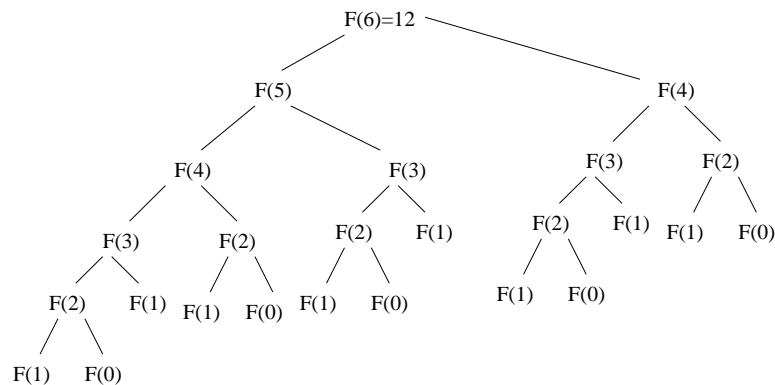 F(6)=12
F(5) F(4)
F(4) F(3) F(3) F(2)
F(3) F(2) F(2) F(1) F(2) F(1) F(1) F(0)
F(2) F(1) F(1) F(0) F(1) F(0) F(1) F(0)
F(1) F(0)